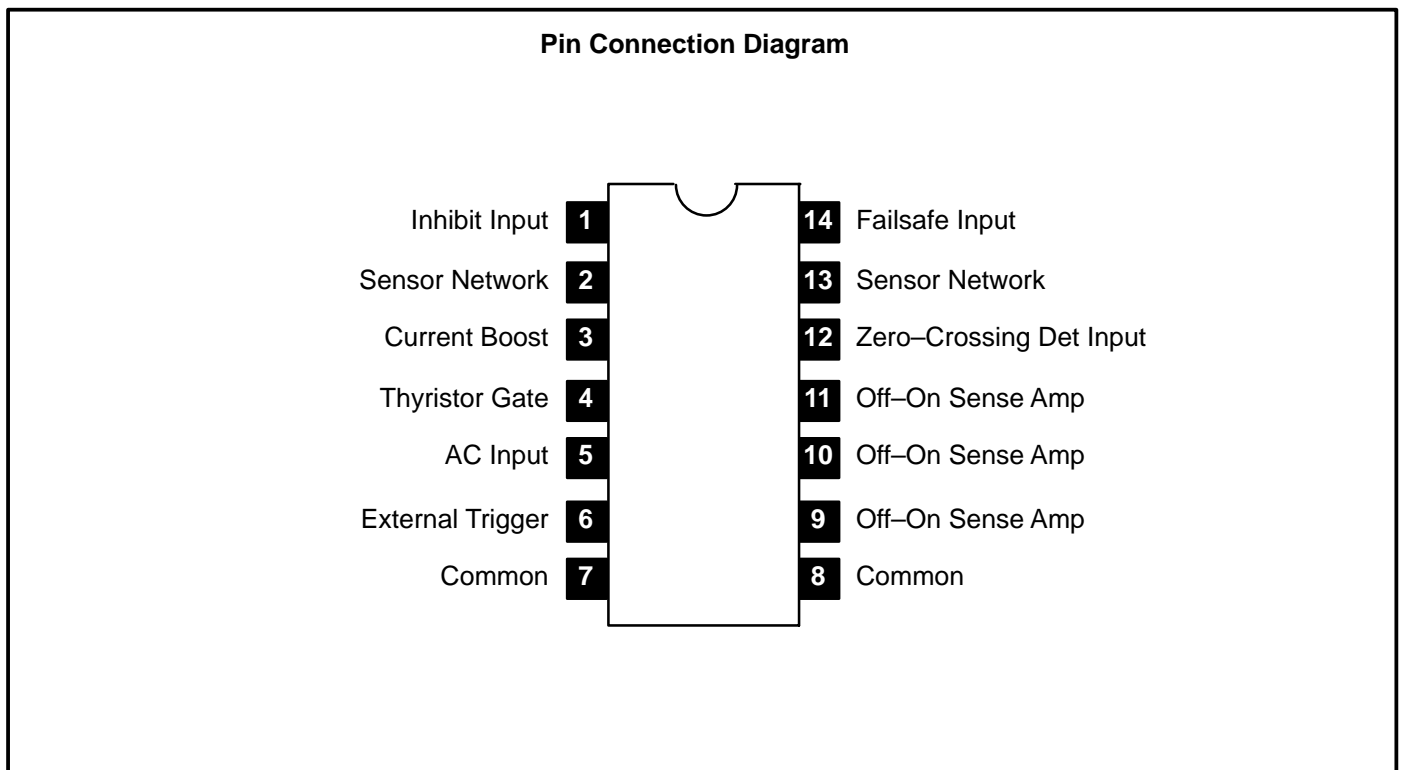 Pin Connection Diagram
Inhibit Input 1 14 Failsafe Input
Sensor Network 2 13 Sensor Network
Current Boost 3 12 Zero–Crossing Det Input
Thyristor Gate 4 11 Off–On Sense Amp
AC Input 5 10 Off–On Sense Amp
External Trigger 6 9 Off–On Sense Amp
Common 7 8 Common